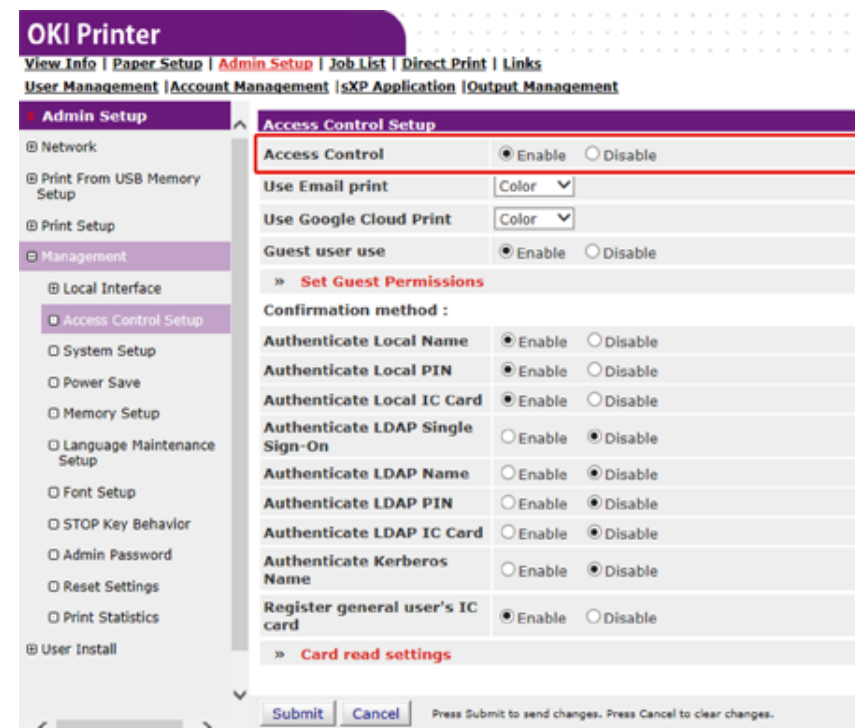 OKI Printer
View Info | Paper Setup | Admin Setup | Job List | Direct Print | Links
User Management |Account Management |sXP Application |Output Management
Admin Setup
Network
Print From USB Memory
Setup
Print Setup
Management
Local Interface
Access Control Setup
System Setup
Power Save
Memory Setup
Language Maintenance
Setup
Font Setup
STOP Key Behavior
Admin Password
Reset Settings
Print Statistics
User Install
Access Control Setup
Access Control Enable Disable
Use Email print Color
Use Google Cloud Print Color
Guest user use Enable Disable
» Set Guest Permissions
Confirmation method :
Authenticate Local Name Enable Disable
Authenticate Local PIN Enable Disable
Authenticate Local IC Card Enable Disable
Authenticate LDAP Single
Sign-On Enable Disable
Authenticate LDAP Name Enable Disable
Authenticate LDAP PIN Enable Disable
Authenticate LDAP IC Card Enable Disable
Authenticate Kerberos
Name Enable Disable
Register general user's IC
card Enable Disable
» Card read settings
Submit Cancel Press Submit to send changes. Press Cancel to clear changes.